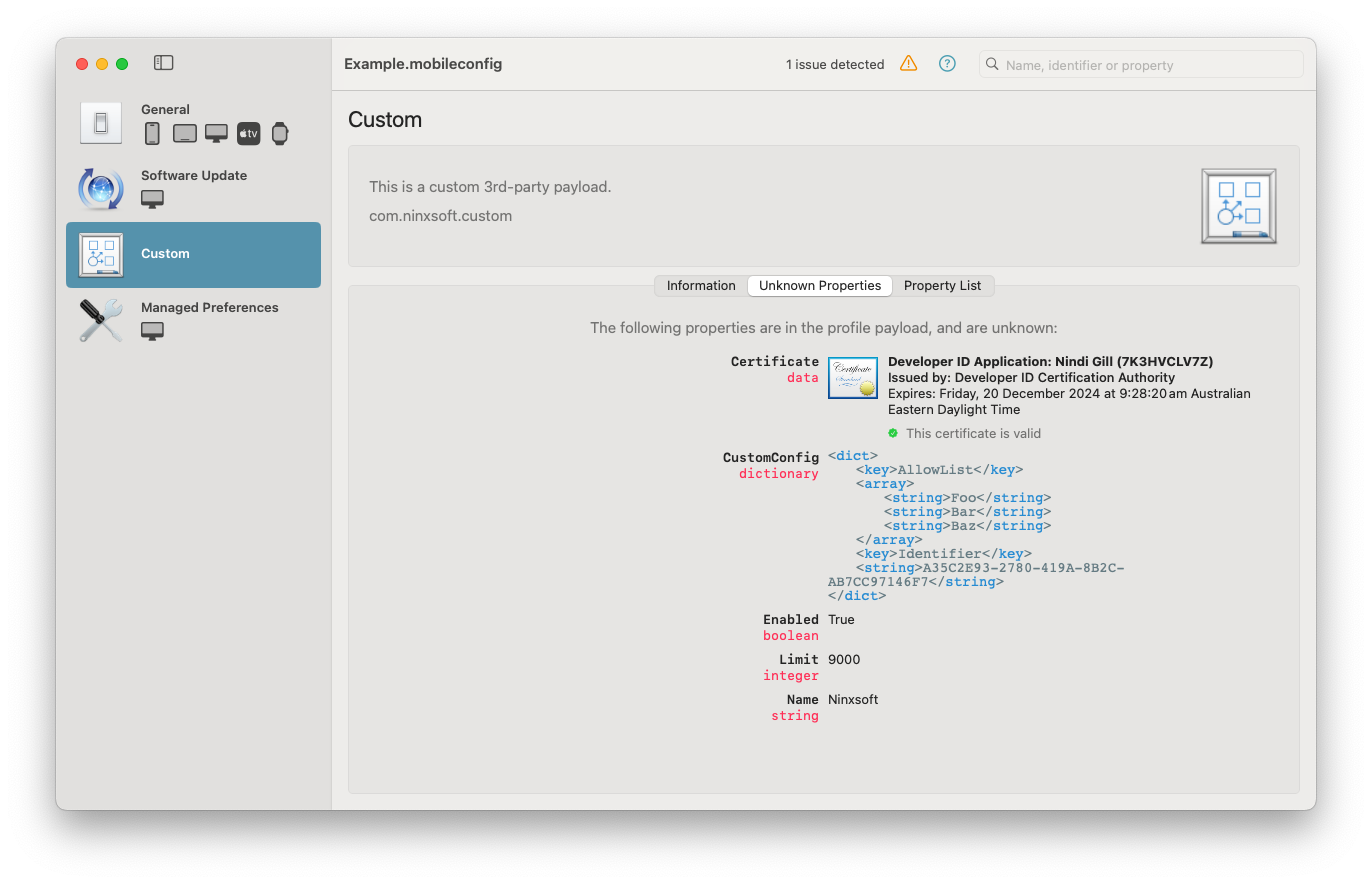 Example.mobileconfig
1 issue detected
Name, identifier or property
General
tv
Software Update
Custom
Managed Preferences
Custom
This is a custom 3rd-party payload.
com.ninxsoft.custom
Information
Unknown Properties
Property List
The following properties are in the profile payload, and are unknown:
Certificate
data
Certificate
Developer ID Application: Nindi Gill (7K3HVCLV7Z)
Issued by: Developer ID Certification Authority
Expires: Friday, 20 December 2024 at 9:28:20 am Australian
Eastern Daylight Time
This certificate is valid
CustomConfig
dictionary
<dict>
<key>AllowList</key>
<array>
<string>Foo</string>
<string>Bar</string>
<string>Baz</string>
</array>
<key>Identifier</key>
<string>A35C2E93-2780-419A-8B2C-
AB7CC97146F7</string>
</dict>
Enabled
boolean
True
Limit
integer
9000
Name
string
Ninxsoft